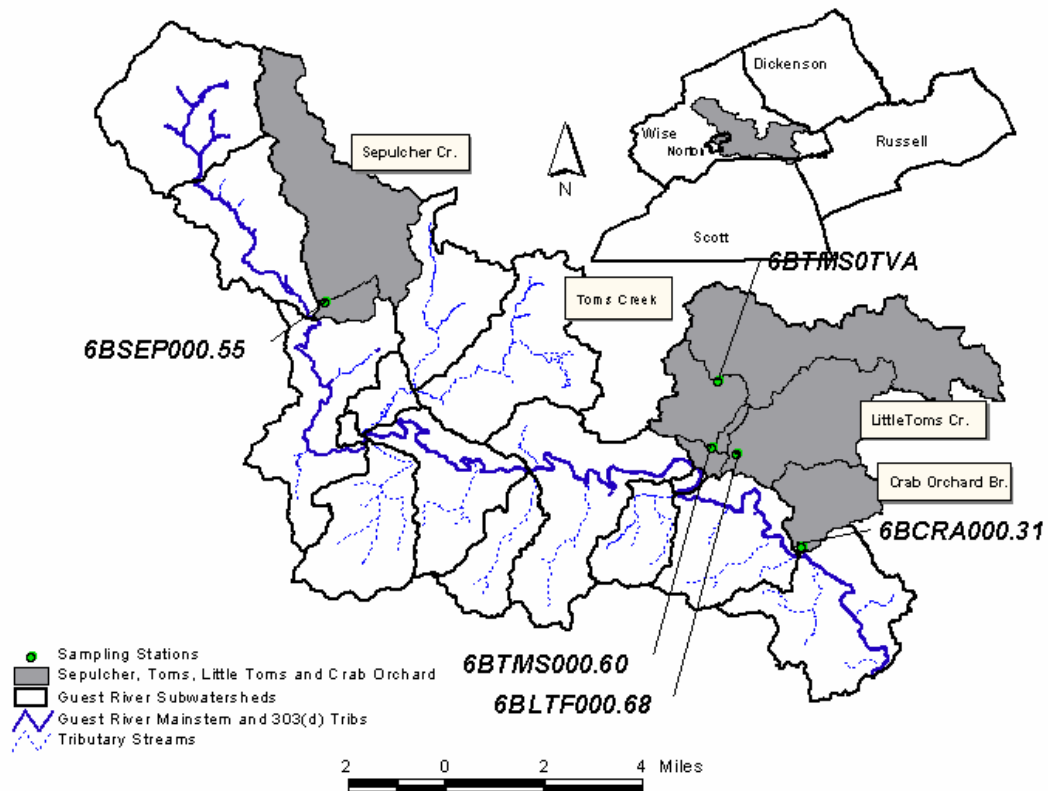 Dickenson
Wise
Norton
Russell
Sepulcher Cr.
N
Scott
6BTMS0TVA
Toms Creek
6BSEP000.55
LittleToms Cr.
Crab Orchard Br.
6BCRA000.31
6BTMS000.60
6BLTF000.68
Sampling Stations
Sepulcher, Toms, Little Toms and Crab Orchard
Guest River Subwatersheds
Guest River Mainstem and 303(d) Tribs
Tributary Streams
2 0 2 4 Miles